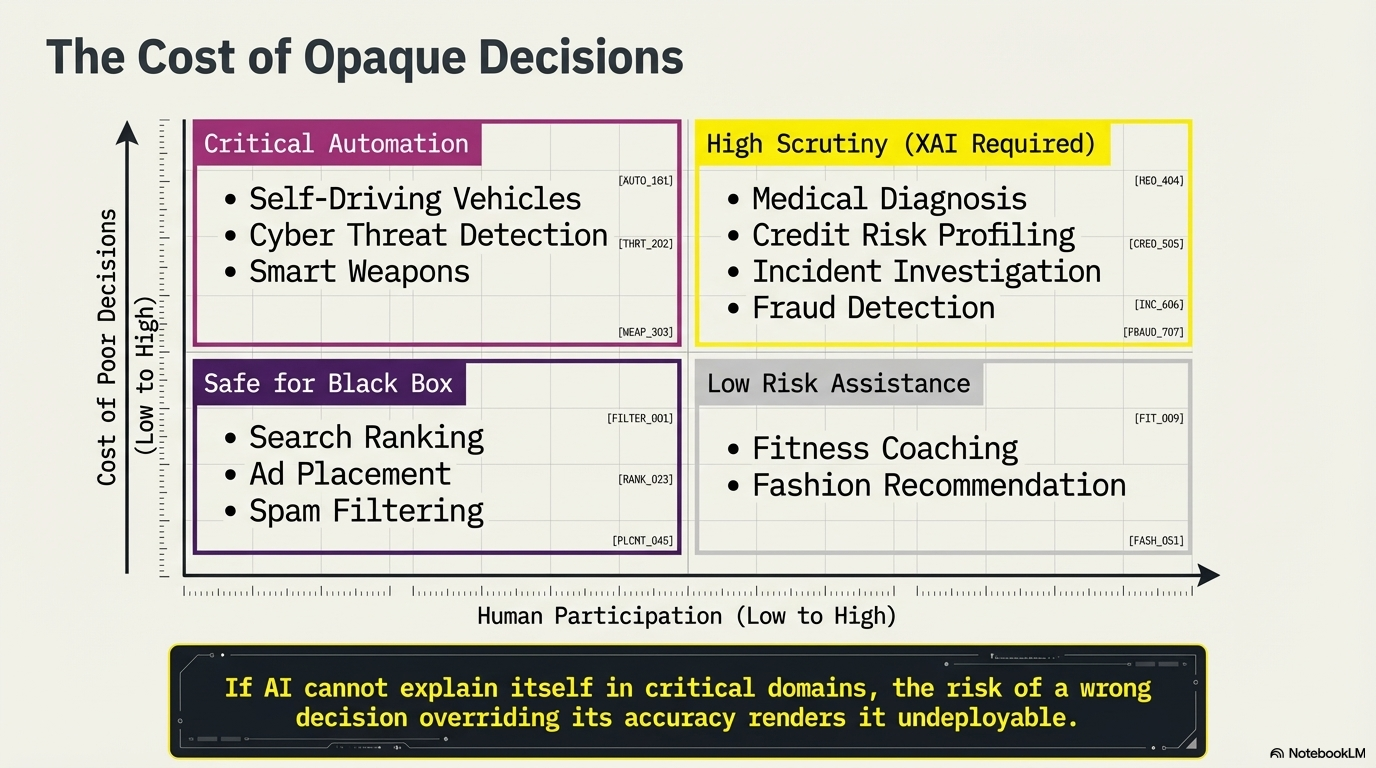 The Cost of Opaque Decisions
Cost of Poor Decisions
(Low to High)
Critical Automation
• Self-Driving Vehicles
• Cyber Threat Detection
• Smart Weapons
[AUTO_161]
[THRT_202]
[WEAP_303]
High Scrutiny (XAI Required)
• Medical Diagnosis
• Credit Risk Profiling
• Incident Investigation
• Fraud Detection
[HEO_404]
[CREO_505]
[INC_606]
[PBAUD_707]
Safe for Black Box
• Search Ranking
• Ad Placement
• Spam Filtering
[FILTER_001]
[RANK_023]
[PLCNT_045]
Low Risk Assistance
• Fitness Coaching
• Fashion Recommendation
[FIT_009]
[FASH_0S1]
Human Participation (Low to High)
If AI cannot explain itself in critical domains, the risk of a wrong
decision overriding its accuracy renders it undeployable.
NotebookLM